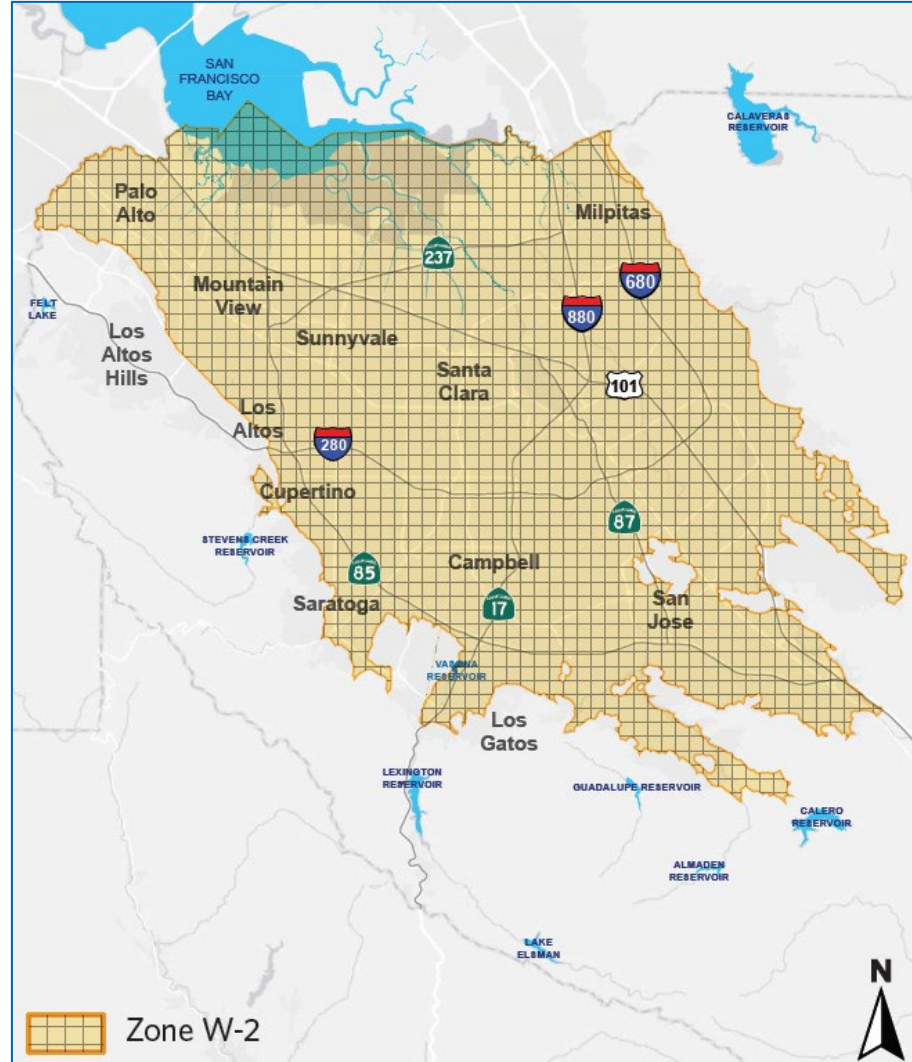 SAN
FRANCISCO
BAY
CALAVERAS
RESERVOIR
Palo
Alto
Milpitas
237
680
Mountain
View
FELT
LAKE
880
Los
Altos
Hills
Sunnyvale
Santa
Clara
101
Los
Altos
280
Cupertino
87
STEVENS CREEK
RESERVOIR
85
Campbell
Saratoga
17
San
Jose
VASONA
RESERVOIR
Los
Gatos
LEXINGTON
RESERVOIR
GUADALUPE RESERVOIR
CALERO
RESERVOIR
ALMADEN
RESERVOIR
LAKE
ELSMAN
N
Zone W-2